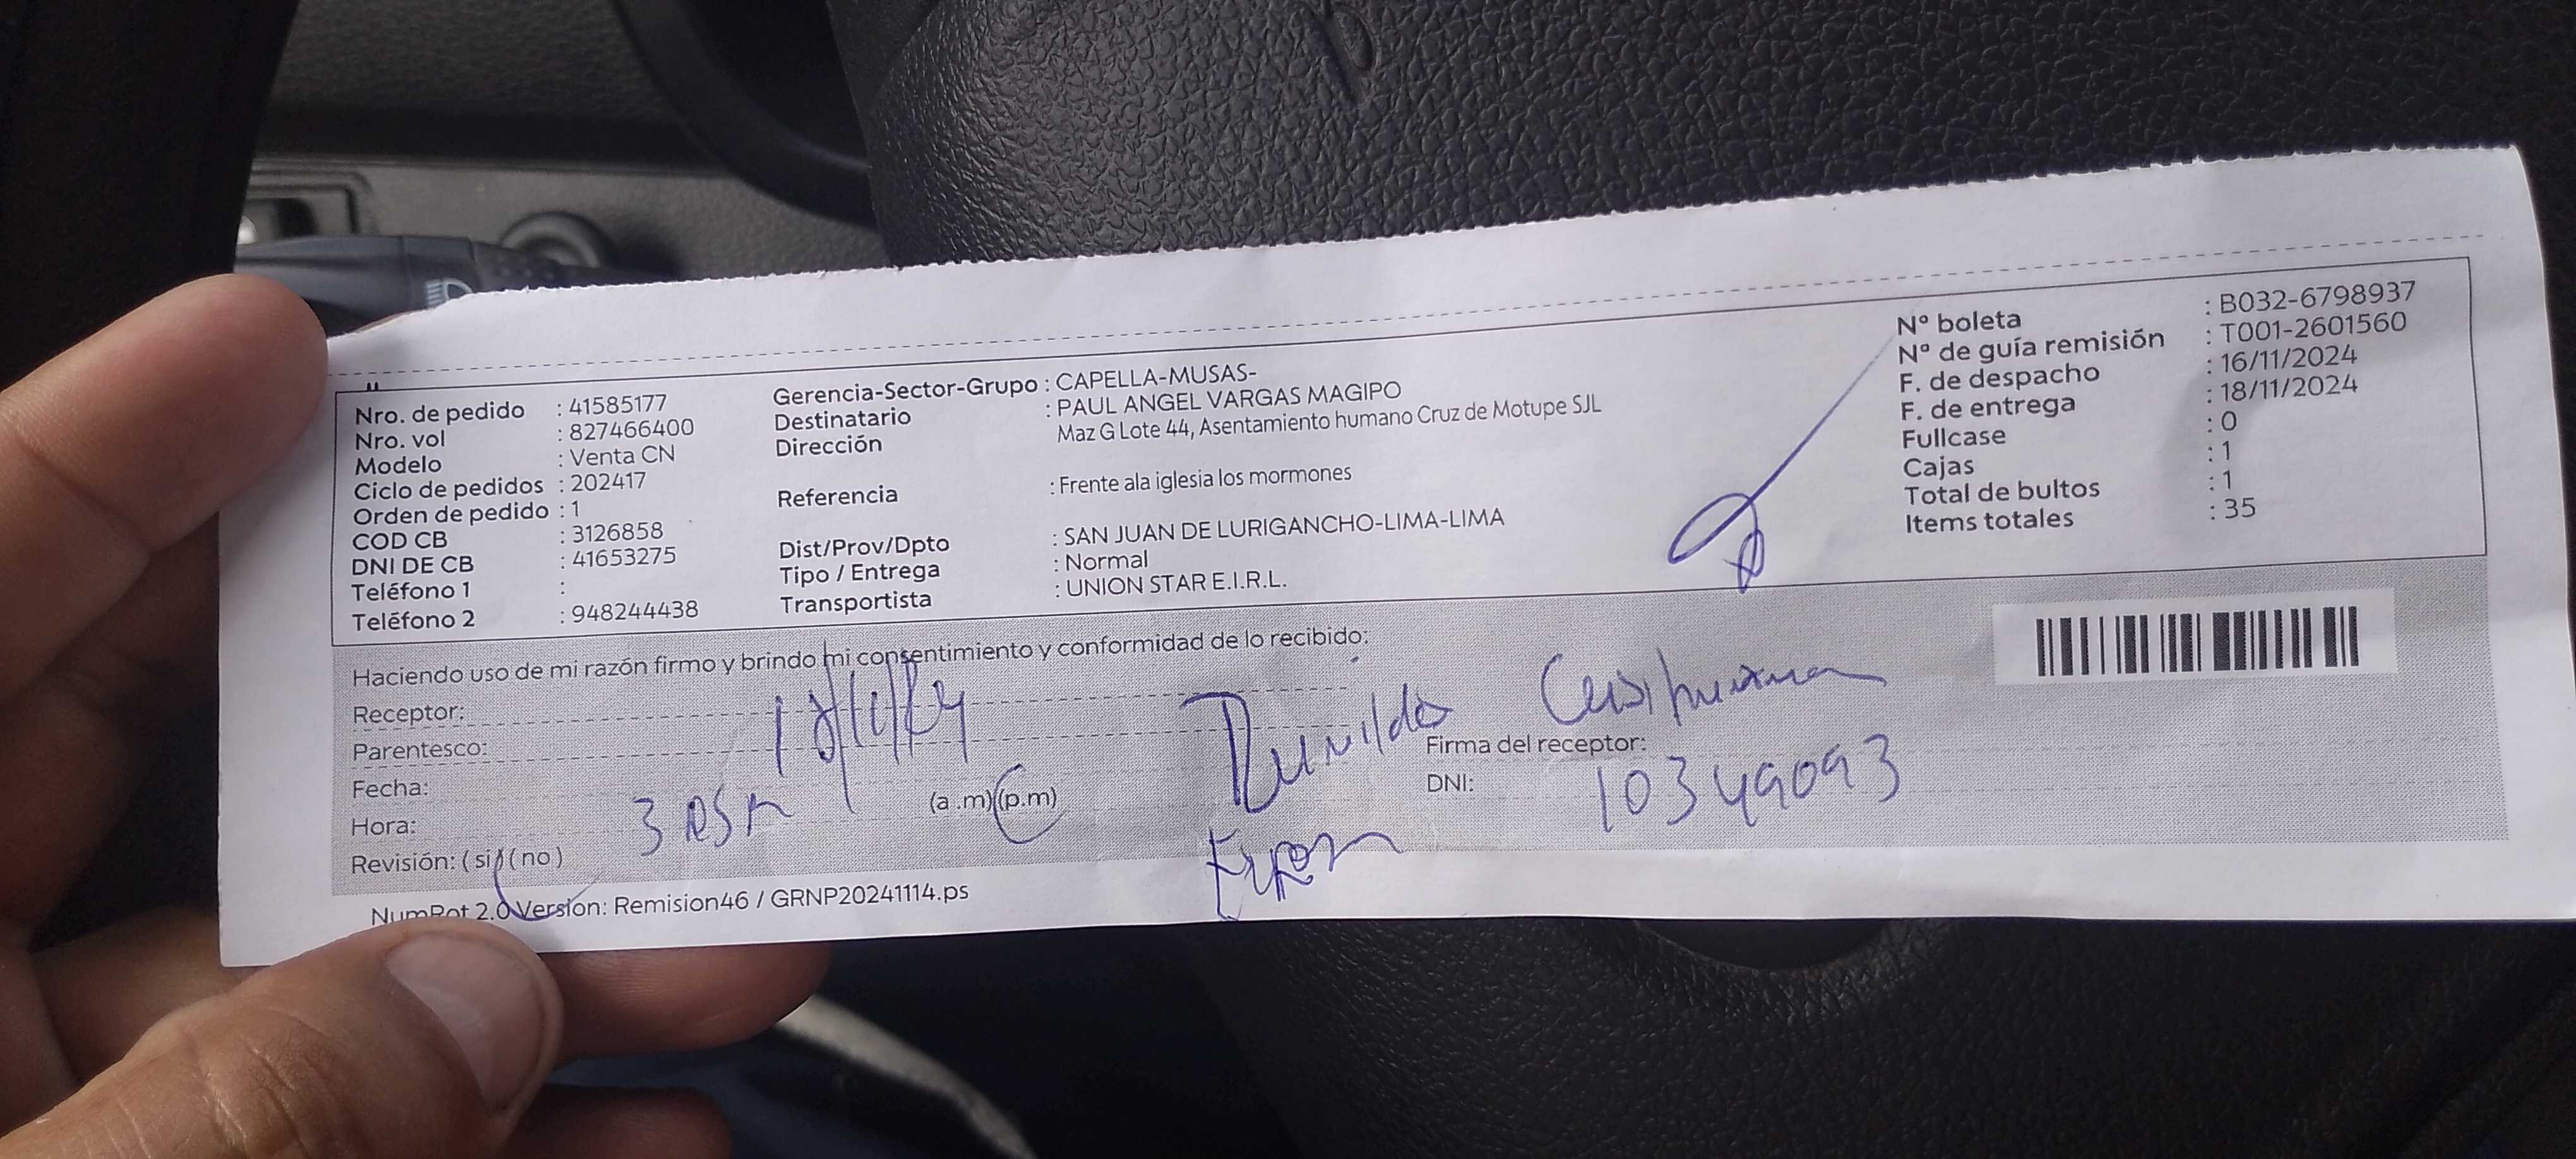 Nro. de pedido : 41585177
Nro. vol : 827466400
Modelo : Venta CN
Ciclo de pedidos : 202417
Orden de pedido : 1
COD CB : 3126858
DNI DE CB : 41653275
Teléfono 1 :
Teléfono 2 : 948244438
Gerencia-Sector-Grupo : CAPELLA-MUSAS-
Destinatario : PAUL ANGEL VARGAS MAGIPO
Dirección Maz G Lote 44, Asentamiento humano Cruz de Motupe SJL
Referencia : Frente ala iglesia los mormones
Dist/Prov/Dpto : SAN JUAN DE LURIGANCHO-LIMA-LIMA
Tipo / Entrega : Normal
Transportista : UNION STAR E.I.R.L.
Nº boleta : B032-6798937
Nº de guía remisión : T001-2601560
F. de despacho : 16/11/2024
F. de entrega : 18/11/2024
Fullcase : 0
Cajas : 1
Total de bultos : 1
Items totales : 35
Haciendo uso de mi razón firmo y brindo mi consentimiento y conformidad de lo recibido:
Receptor:
Parentesco:
Fecha: 18/11/24
Hora: (a .m)(p.m)
Revisión: (si) (no)
Firma del receptor:
DNI: 10349093
NumRot 2.0 Version: Remision46 / GRNP20241114.ps